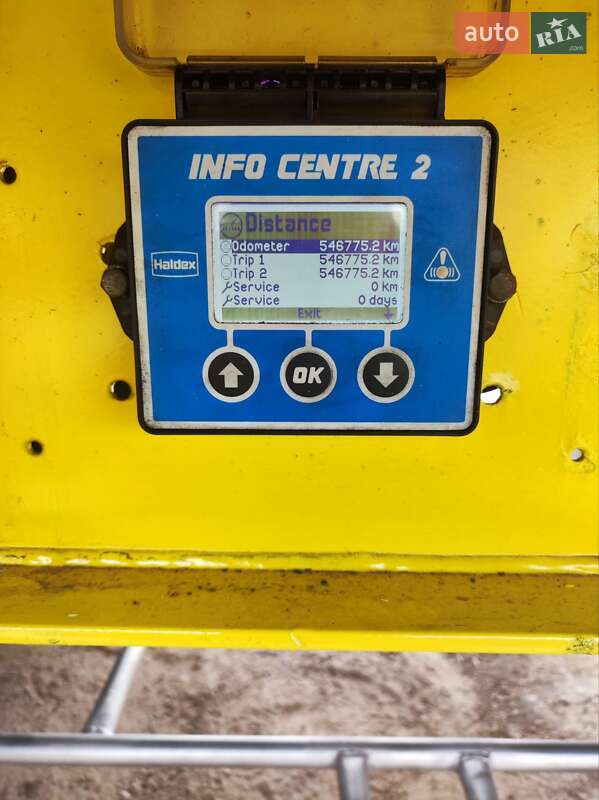 auto RIA .com
INFO CENTRE 2
Distance
Odometer 546775.2 km
Trip 1 546775.2 km
Trip 2 546775.2 km
Service 0 km
Service 0 days
Exit
Haldex
OK